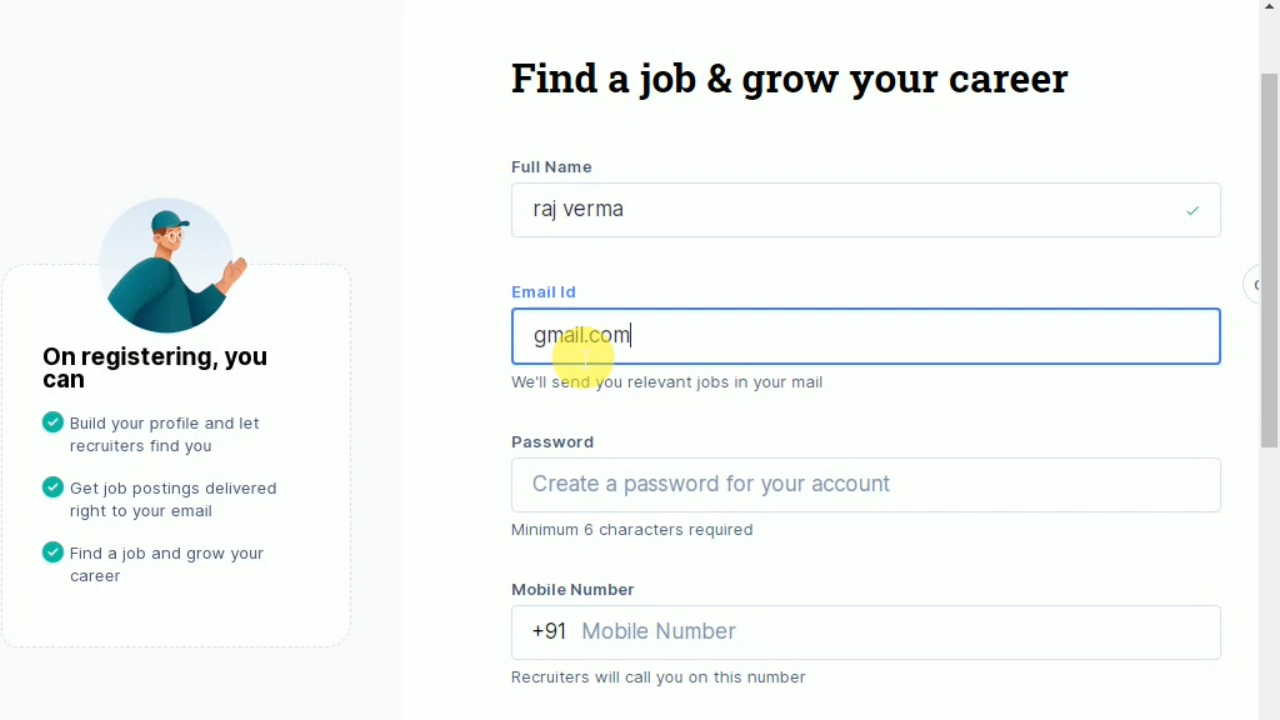 Find a job & grow your career
Full Name
raj verma
Email Id
gmail.com
We'll send you relevant jobs in your mail
Password
Create a password for your account
Minimum 6 characters required
Mobile Number
+91 Mobile Number
Recruiters will call you on this number
On registering, you
can
Build your profile and let
recruiters find you
Get job postings delivered
right to your email
Find a job and grow your
career